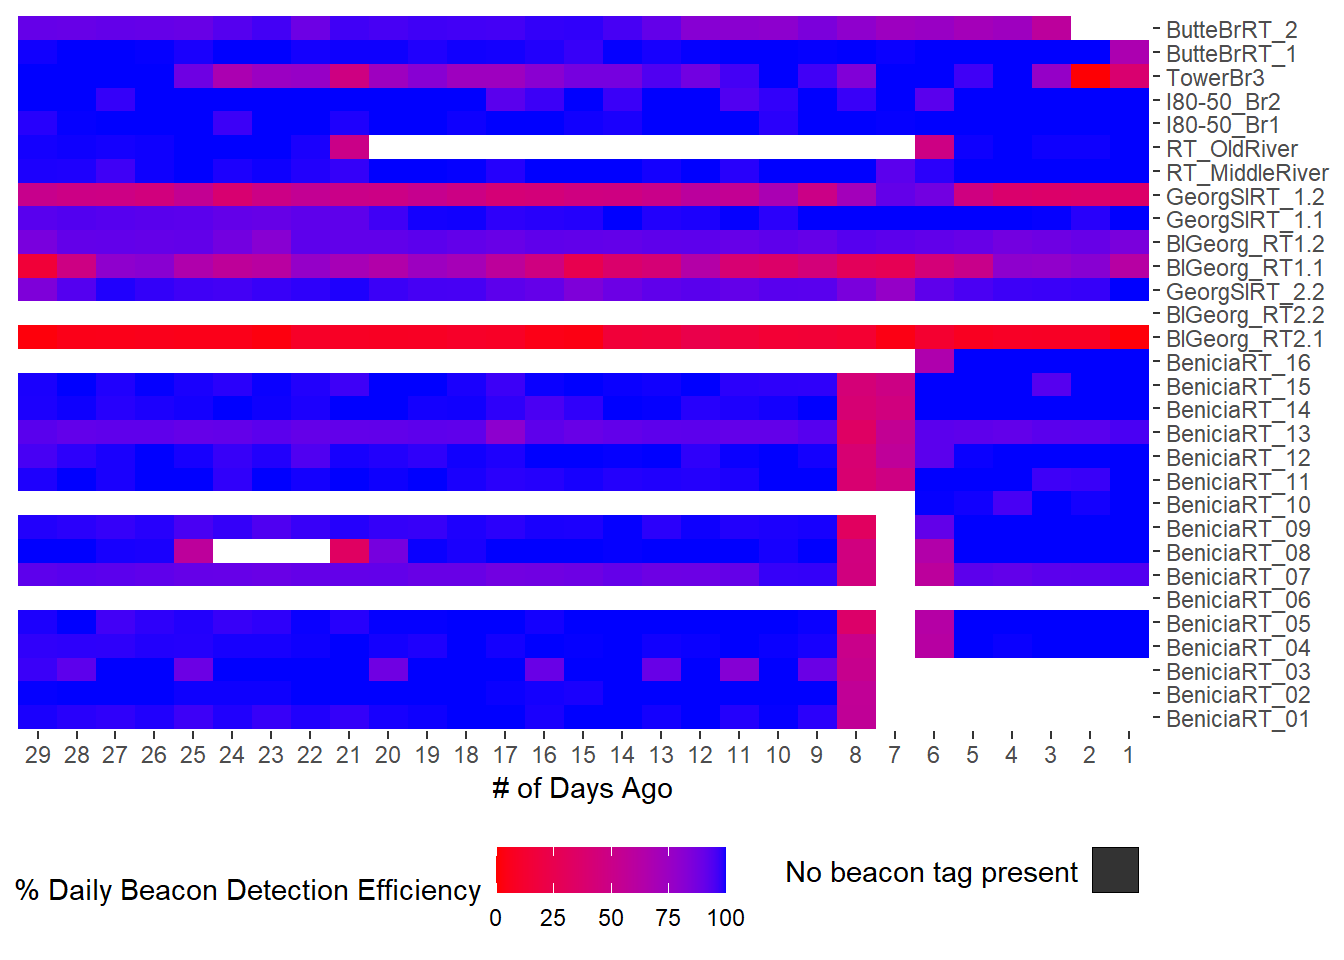 ButteBrRT_2
ButteBrRT_1
TowerBr3
I80-50_Br2
I80-50_Br1
RT_OldRiver
RT_MiddleRiver
GeorgSlRT_1.2
GeorgSlRT_1.1
BlGeorg_RT1.2
BlGeorg_RT1.1
GeorgSlRT_2.2
BlGeorg_RT2.2
BlGeorg_RT2.1
BeniciaRT_16
BeniciaRT_15
BeniciaRT_14
BeniciaRT_13
BeniciaRT_12
BeniciaRT_11
BeniciaRT_10
BeniciaRT_09
BeniciaRT_08
BeniciaRT_07
BeniciaRT_06
BeniciaRT_05
BeniciaRT_04
BeniciaRT_03
BeniciaRT_02
BeniciaRT_01
29 28 27 26 25 24 23 22 21 20 19 18 17 16 15 14 13 12 11 10 9 8 7 6 5 4 3 2 1
# of Days Ago
% Daily Beacon Detection Efficiency
0 25 50 75 100
No beacon tag present